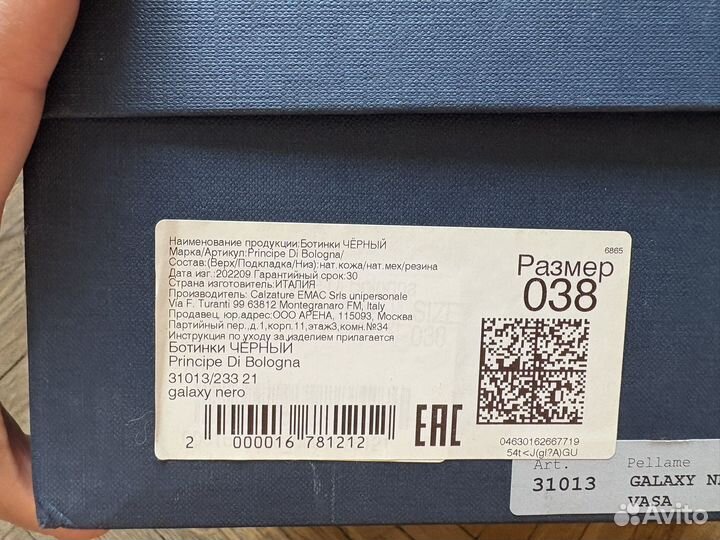 Наименование продукции:Ботинки ЧЁРНЫЙ
Марка/Артикул:Principe Di Bologna/
Состав:(Верх/Подкладка/Низ):нат.кожа/нат.мех/резина
Дата изг.:202209 Гарантийный срок:30
Страна изготовитель:ИТАЛИЯ
Производитель: Calzature EMAC Srls unipersonale
Via F. Turanti 99 63812 Montegranaro FM, Italy
Продавец, юр.адрес:ООО АРЕНА, 115093, Москва
Партийный пер.,д.1,корп.11,этаж3,комн.№34
Инструкция по уходу за изделием прилагается
Ботинки ЧЁРНЫЙ
Principe Di Bologna
31013/233 21
galaxy nero
2 000016 781212
EAC
6865
Размер
038
04630162667719
54t<J(gl?A)GU
Art. Pellame
31013 GALAXY
VASA
Avito